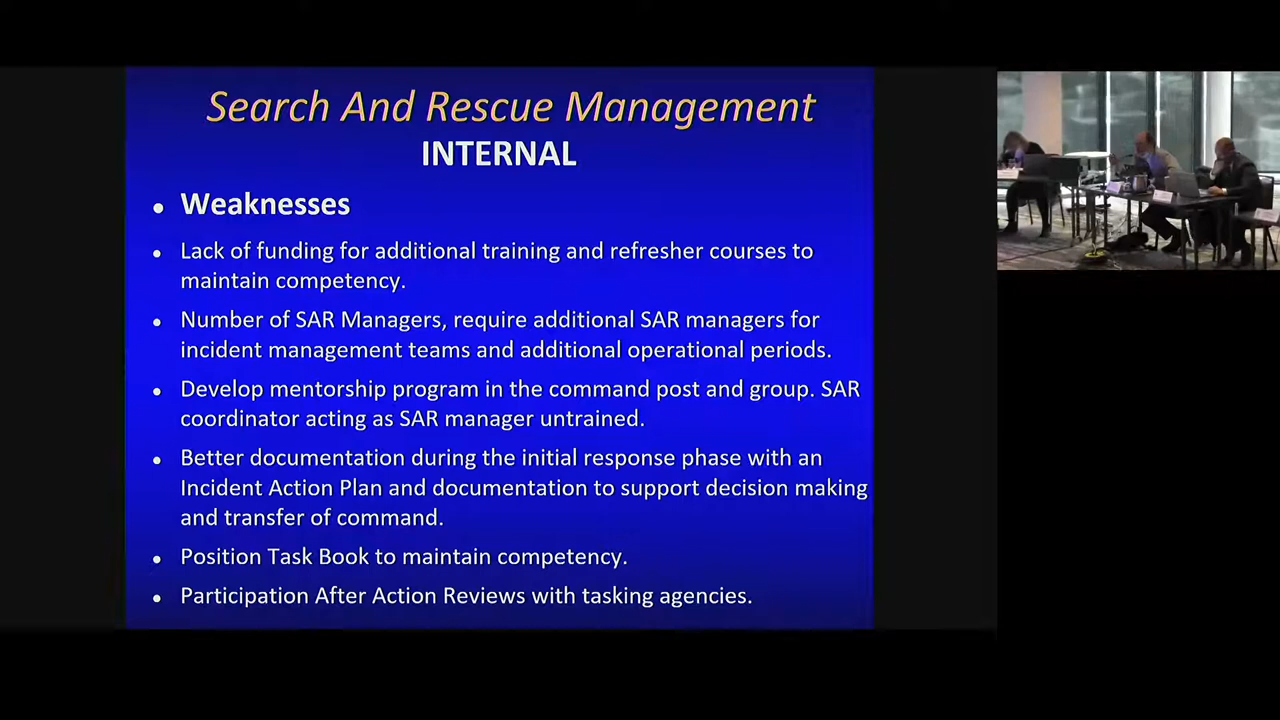 Search And Rescue Management
INTERNAL
• Weaknesses
• Lack of funding for additional training and refresher courses to
maintain competency.
• Number of SAR Managers, require additional SAR managers for
incident management teams and additional operational periods.
• Develop mentorship program in the command post and group. SAR
coordinator acting as SAR manager untrained.
• Better documentation during the initial response phase with an
Incident Action Plan and documentation to support decision making
and transfer of command.
• Position Task Book to maintain competency.
• Participation After Action Reviews with tasking agencies.